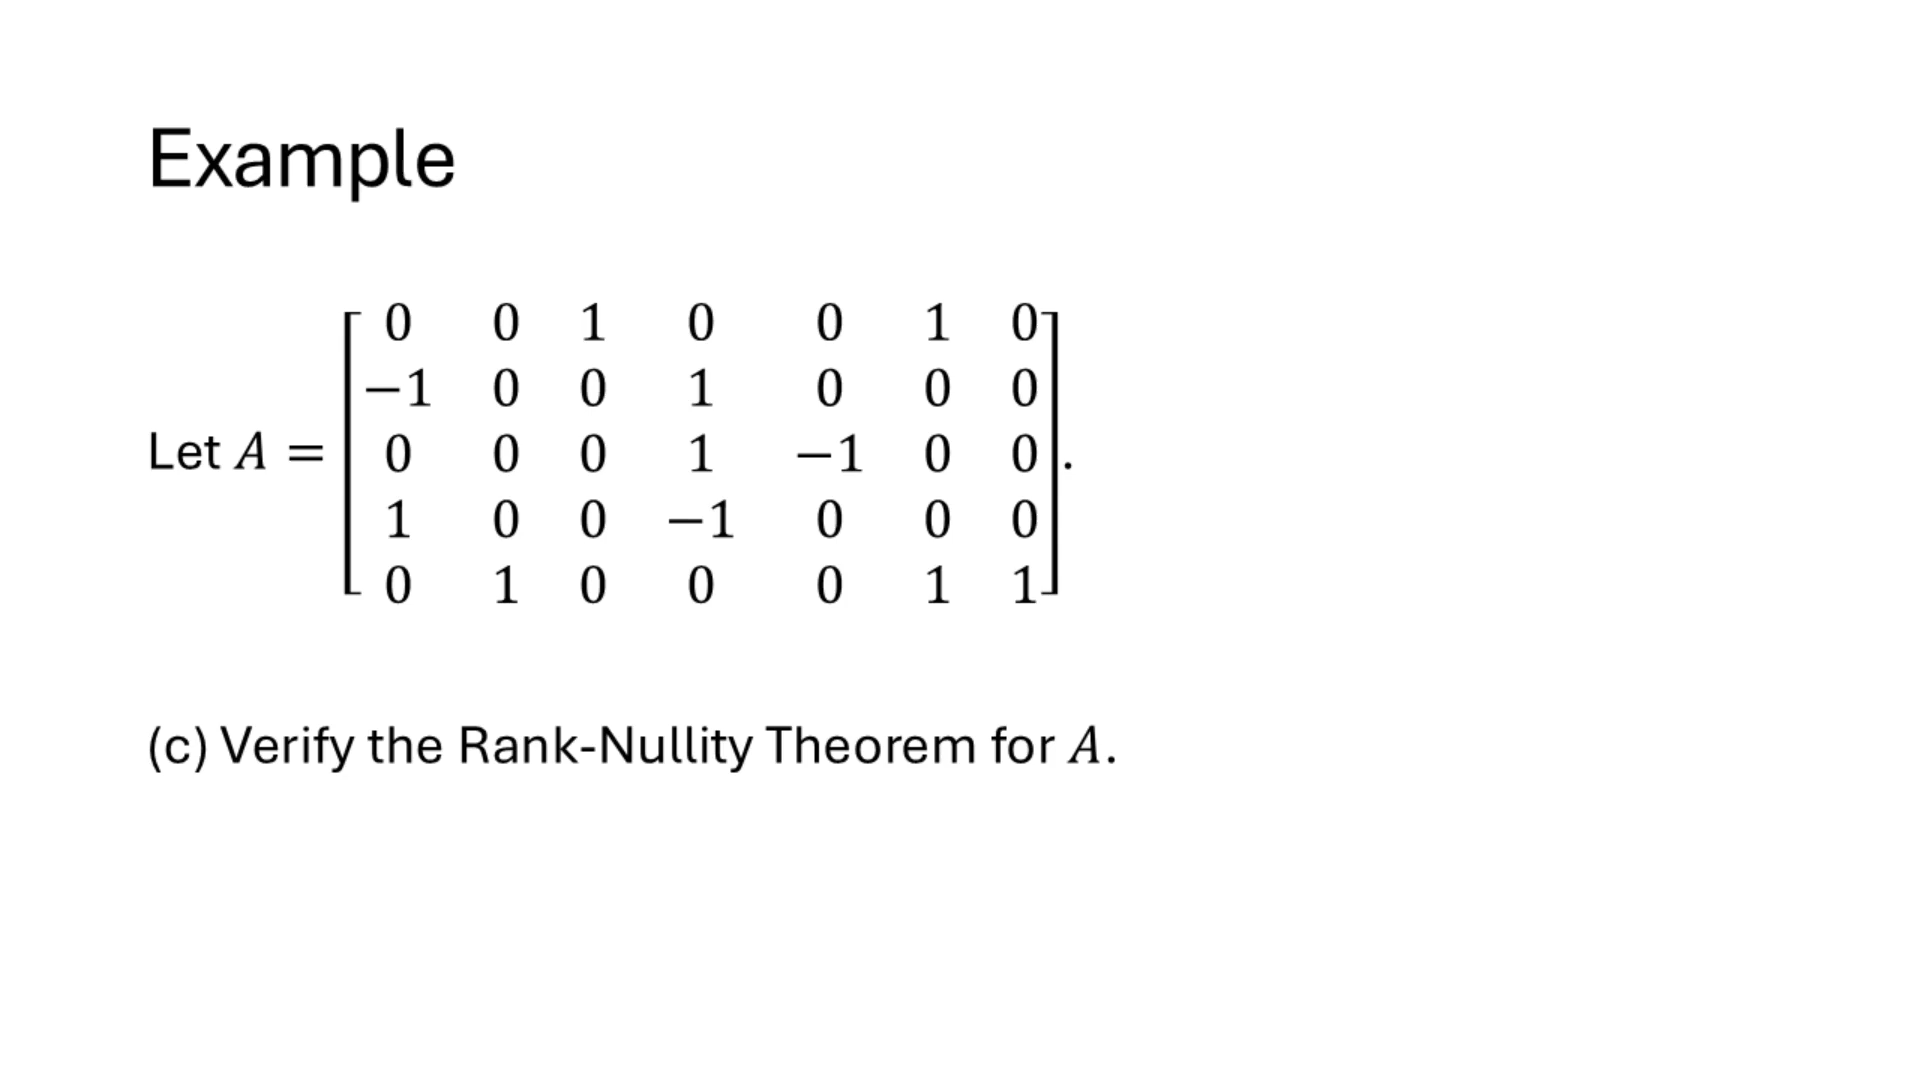 Example
Let A = [ 0 0 1 0 0 1 0
−1 0 0 1 0 0 0
0 0 0 1 −1 0 0
1 0 0 −1 0 0 0
0 1 0 0 0 1 1 ].
(c) Verify the Rank-Nullity Theorem for A.